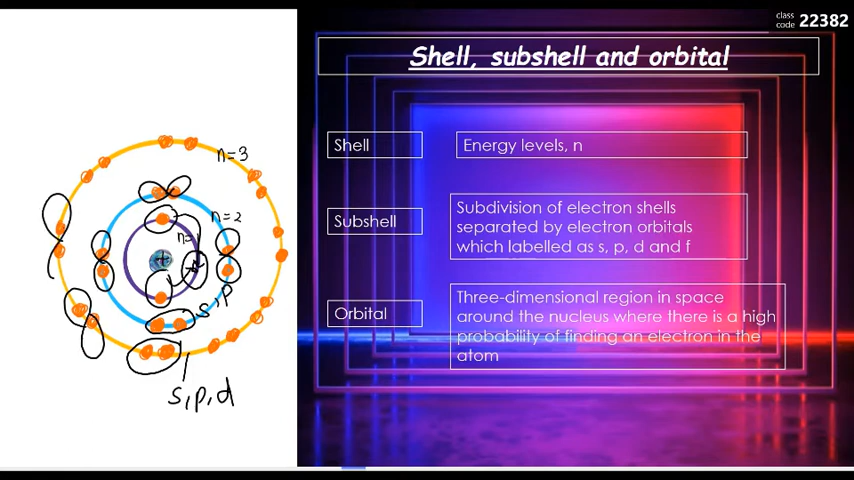 class
code 22382
Shell, subshell and orbital
Shell
Energy levels, n
Subshell
Subdivision of electron shells
separated by electron orbitals
which labelled as s, p, d and f
Orbital
Three-dimensional region in space
around the nucleus where there is a high
probability of finding an electron in the
atom
n=3
n=2
n=1
+
s, p
s, p, d